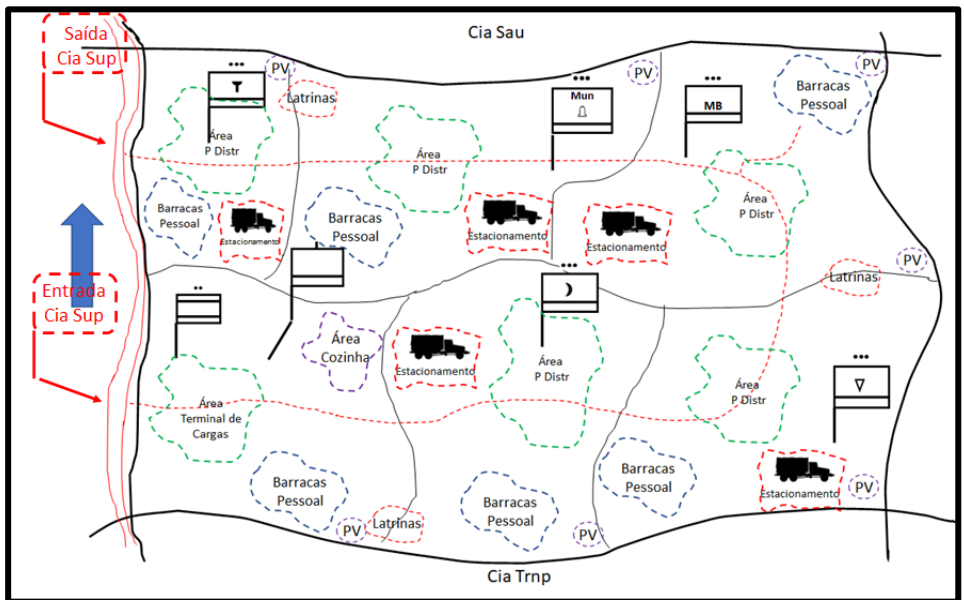 Cia Sau
Saída
Cia Sup
PV
PV
PV
Latrinas
Mun
MB
Barracas
Pessoal
Área
P Distr
Área
P Distr
Área
P Distr
Barracas
Pessoal
Estacionamento
Barracas
Pessoal
Estacionamento
Estacionamento
PV
Latrinas
Entrada
Cia Sup
Área
Cozinha
Estacionamento
Área
P Distr
Área
P Distr
Área
Terminal de
Cargas
Barracas
Pessoal
Barracas
Pessoal
Barracas
Pessoal
Estacionamento
PV
PV
Latrinas
PV
Cia Trnp